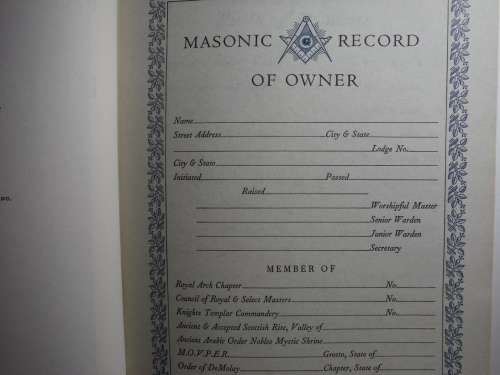 MASONIC G RECORD
OF OWNER
Name
Street Address City & State
Lodge No.
City & State
Initiated Passed
Raised
Worshipful Master
Senior Warden
Junior Warden
Secretary
MEMBER OF
Royal Arch Chapter No.
Council of Royal & Select Masters No.
Knights Templar Commandery No.
Ancient & Accepted Scottish Rite, Valley of
Ancient Arabic Order Nobles Mystic Shrine
M.O.V.P.E.R. Grotto, State of
Order of DeMolay Chapter, State of